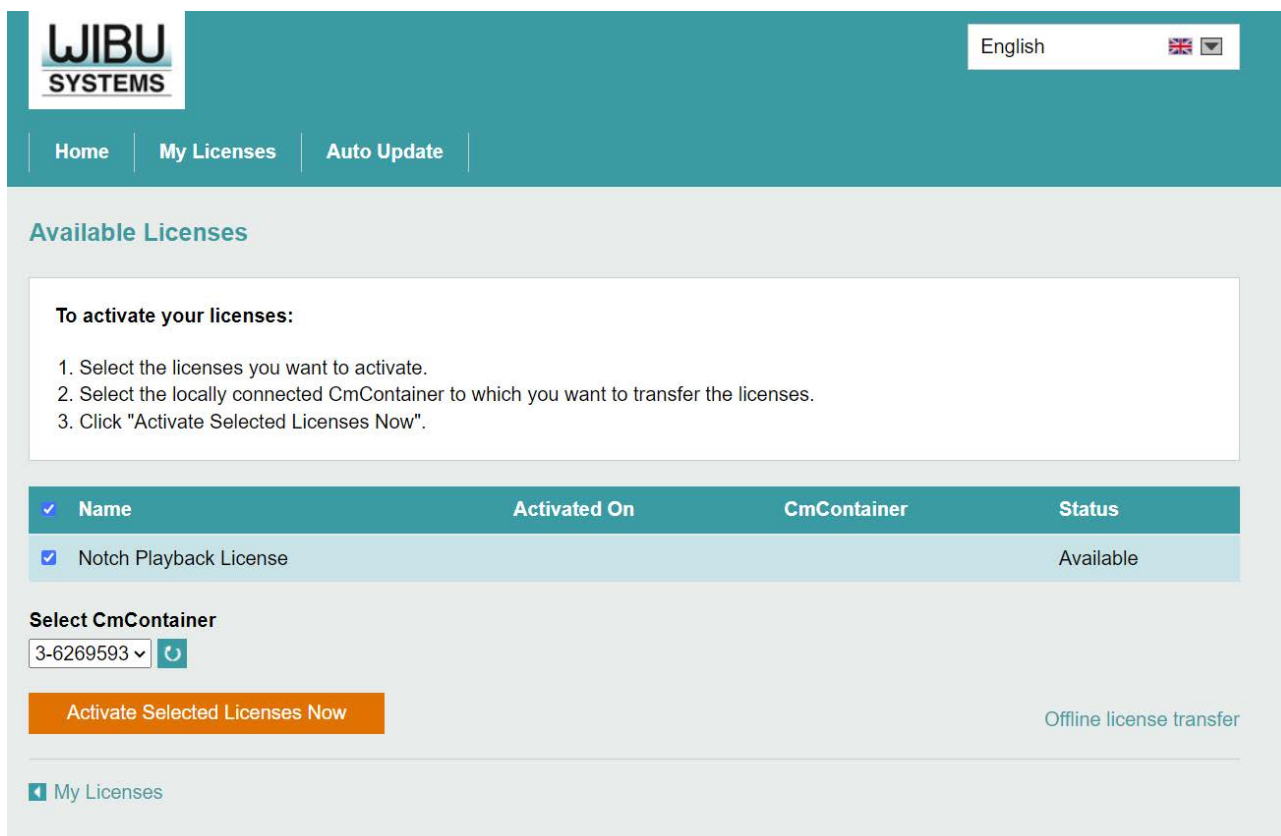 WIBU
SYSTEMS
English
Home My Licenses Auto Update
Available Licenses
To activate your licenses:
1. Select the licenses you want to activate.
2. Select the locally connected CmContainer to which you want to transfer the licenses.
3. Click "Activate Selected Licenses Now".
Name Activated On CmContainer Status
Notch Playback License Available
Select CmContainer
3-6269593
Activate Selected Licenses Now
Offline license transfer
My Licenses